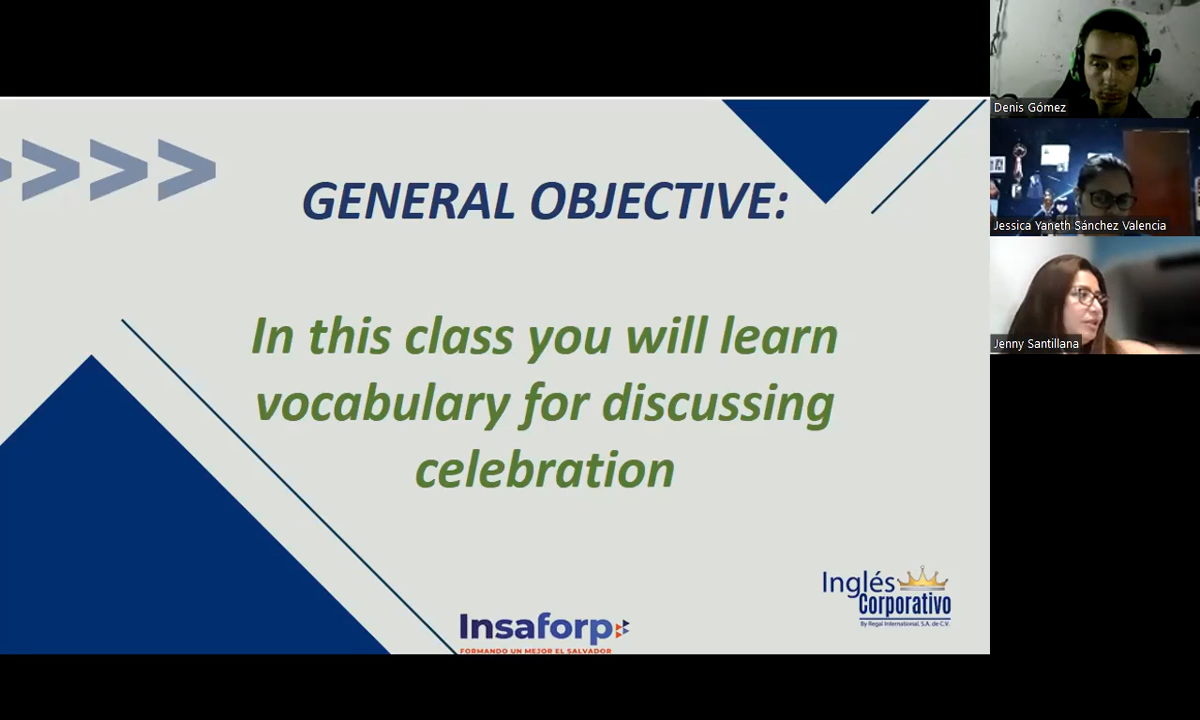 GENERAL OBJECTIVE:
In this class you will learn
vocabulary for discussing
celebration
Insaforp
FORMANDO UN MEJOR EL SALVADOR
Inglés
Corporativo
By Regal International, S.A. de C.V.
Denis Gómez
Jessica Yaneth Sánchez Valencia
Jenny Santillana